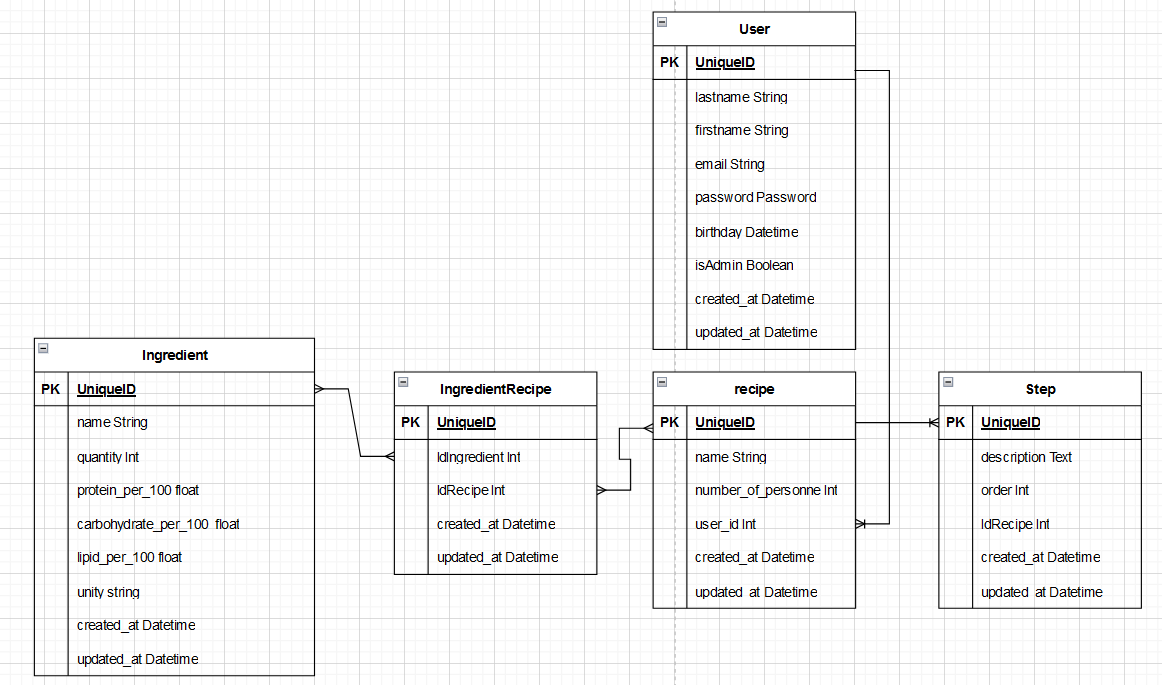 User
PK UniqueID
lastname String
firstname String
email String
password Password
birthday Datetime
isAdmin Boolean
created_at Datetime
updated_at Datetime
Ingredient
PK UniqueID
name String
quantity Int
protein_per_100 float
carbohydrate_per_100 float
lipid_per_100 float
unity string
created_at Datetime
updated_at Datetime
IngredientRecipe
PK UniqueID
IdIngredient Int
IdRecipe Int
created_at Datetime
updated_at Datetime
recipe
PK UniqueID
name String
number_of_personne Int
user_id Int
created_at Datetime
updated_at Datetime
Step
PK UniqueID
description Text
order Int
IdRecipe Int
created_at Datetime
updated_at Datetime